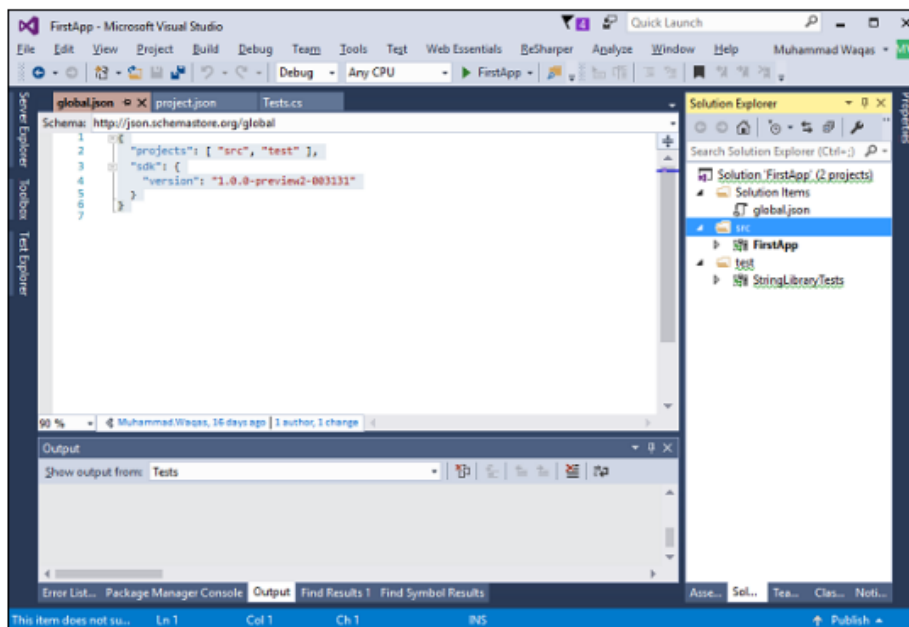 FirstApp - Microsoft Visual Studio
4
Quick Launch
File Edit View Project Build Debug Team Tools Test Web Essentials ReSharper Analyze Window Help Muhammad Waqas
Debug Any CPU FirstApp
Server Explorer
Toolbox
Test Explorer
global.json project.json Tests.cs
Schema: http://json.schemastore.org/global
1 {
2 "projects": [ "src", "test" ],
3 "sdk": {
4 "version": "1.0.0-preview2-003131"
5 }
6 }
7
90 % Muhammad.Waqas, 16 days ago | 1 author, 1 change
Output
Show output from: Tests
Error List... Package Manager Console Output Find Results 1 Find Symbol Results
Solution Explorer
Search Solution Explorer (Ctrl+;)
Solution 'FirstApp' (2 projects)
Solution Items
global.json
src
FirstApp
test
StringLibraryTests
Asse... Sol... Tea... Clas... Noti...
Properties
This item does not su... Ln 1 Col 1 Ch 1 INS Publish